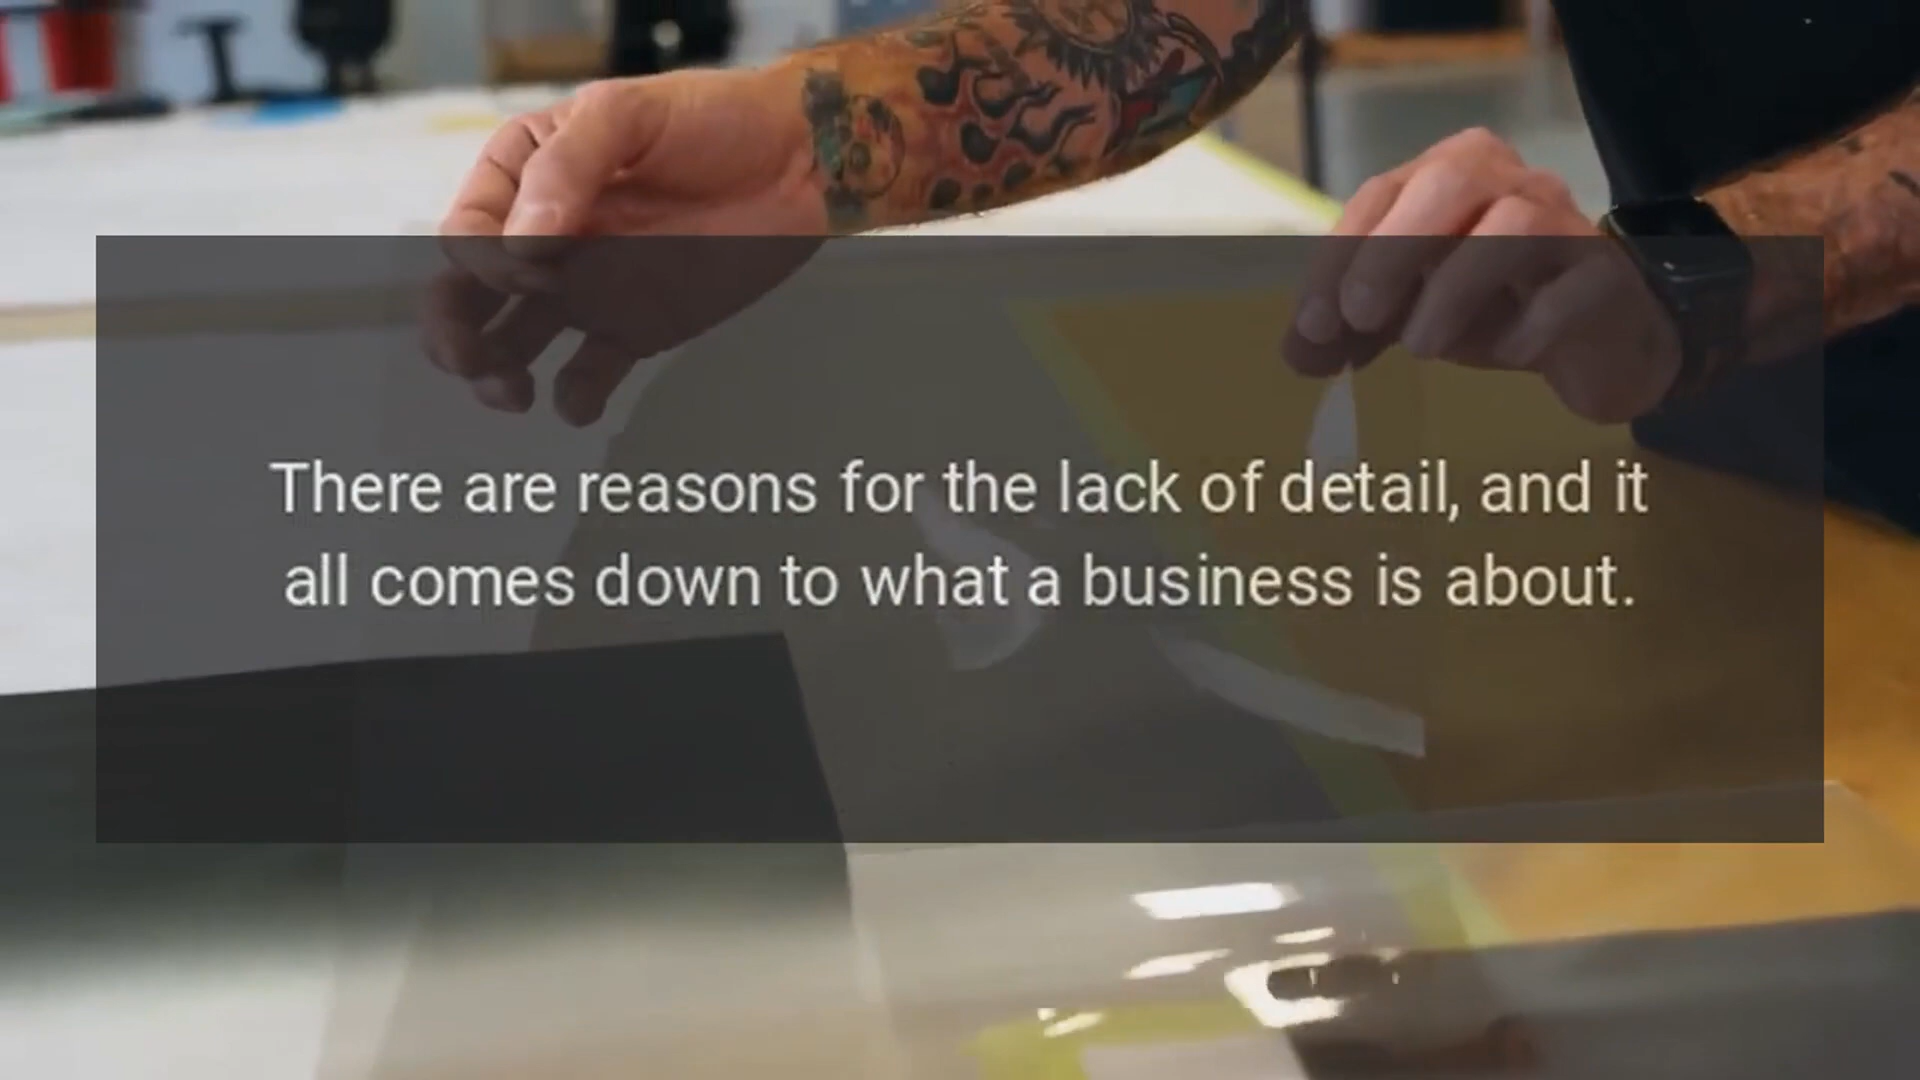 There are reasons for the lack of detail, and it
all comes down to what a business is about.